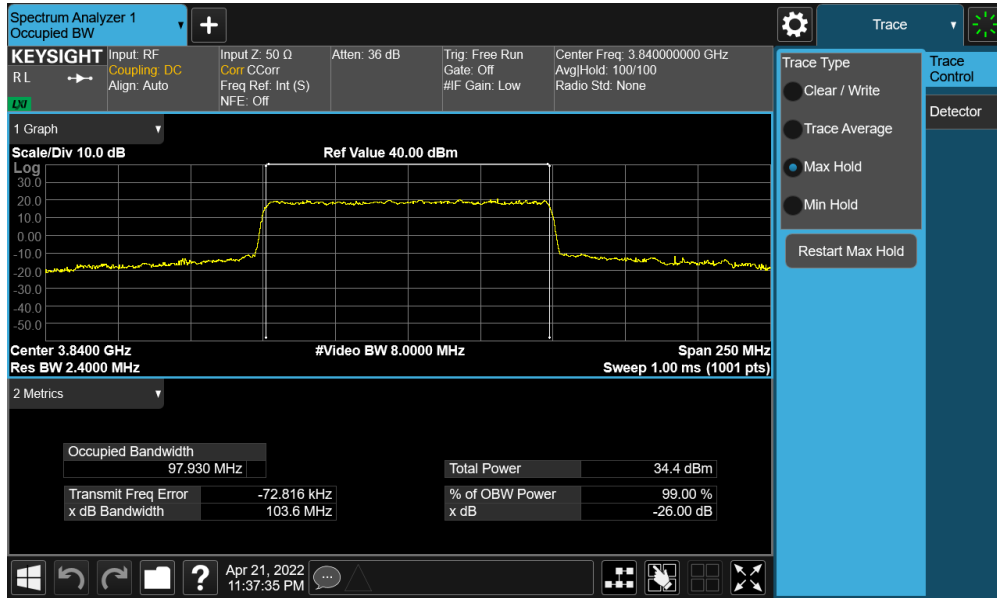 Spectrum Analyzer 1
Occupied BW
+
Trace
KEYSIGHT Input: RF Input Z: 50 Ω Atten: 36 dB Trig: Free Run Center Freq: 3.840000000 GHz
R L Coupling: DC Corr CCorr Gate: Off Avg|Hold: 100/100
Align: Auto Freq Ref: Int (S) #IF Gain: Low Radio Std: None
LXI NFE: Off
Trace Type
Clear / Write
Trace Average
Max Hold
Min Hold
Restart Max Hold
Trace
Control
Detector
1 Graph
Scale/Div 10.0 dB Ref Value 40.00 dBm
Log
30.0
20.0
10.0
0.00
-10.0
-20.0
-30.0
-40.0
-50.0
Center 3.8400 GHz #Video BW 8.0000 MHz Span 250 MHz
Res BW 2.4000 MHz Sweep 1.00 ms (1001 pts)
2 Metrics
Occupied Bandwidth
97.930 MHz Total Power 34.4 dBm
Transmit Freq Error -72.816 kHz % of OBW Power 99.00 %
x dB Bandwidth 103.6 MHz x dB -26.00 dB
? Apr 21, 2022
11:37:35 PM